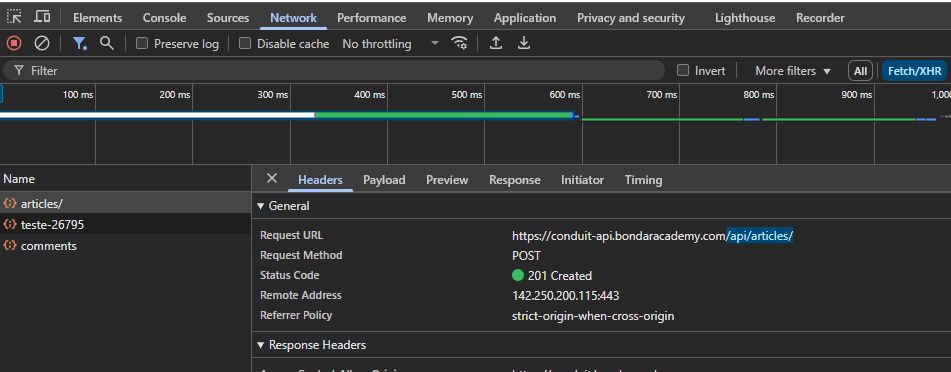 Elements Console Sources Network Performance Memory Application Privacy and security Lighthouse Recorder
Preserve log Disable cache No throttling
Filter Invert More filters All Fetch/XHR
100 ms 200 ms 300 ms 400 ms 500 ms 600 ms 700 ms 800 ms 900 ms 1,00
Name Headers Payload Preview Response Initiator Timing
articles/
teste-26795
comments
General
Request URL https://conduit-api.bondaracademy.com/api/articles/
Request Method POST
Status Code 201 Created
Remote Address 142.250.200.115:443
Referrer Policy strict-origin-when-cross-origin
Response Headers